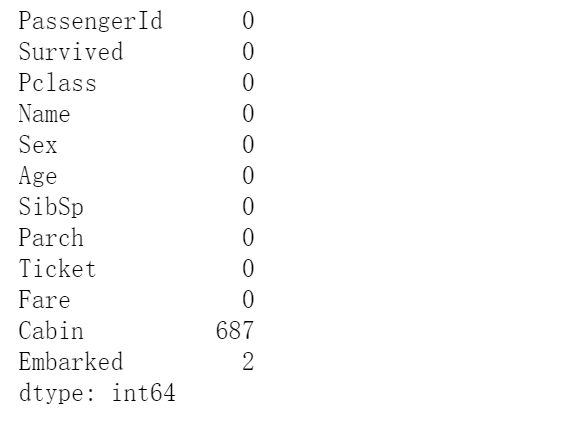 PassengerId 0
Survived 0
Pclass 0
Name 0
Sex 0
Age 0
SibSp 0
Parch 0
Ticket 0
Fare 0
Cabin 687
Embarked 2
dtype: int64